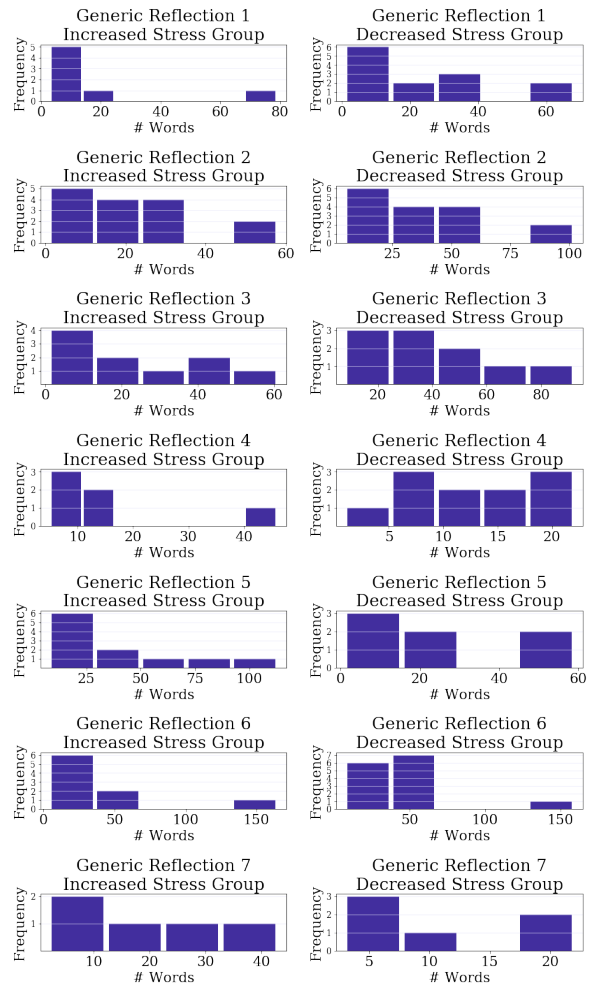 Generic Reflection 1
Increased Stress Group
Frequency
5
4
3
2
1
0
0 20 40 60 80
# Words
Generic Reflection 1
Decreased Stress Group
Frequency
6
5
4
3
2
1
0
0 20 40 60
# Words
Generic Reflection 2
Increased Stress Group
Frequency
5
4
3
2
1
0
0 20 40 60
# Words
Generic Reflection 2
Decreased Stress Group
Frequency
6
5
4
3
2
1
0
25 50 75 100
# Words
Generic Reflection 3
Increased Stress Group
Frequency
4
3
2
1
0 20 40 60
# Words
Generic Reflection 3
Decreased Stress Group
Frequency
3
2
1
20 40 60 80
# Words
Generic Reflection 4
Increased Stress Group
Frequency
3
2
1
0
10 20 30 40
# Words
Generic Reflection 4
Decreased Stress Group
Frequency
3
2
1
5 10 15 20
# Words
Generic Reflection 5
Increased Stress Group
Frequency
6
5
4
3
2
1
25 50 75 100
# Words
Generic Reflection 5
Decreased Stress Group
Frequency
3
2
1
0
0 20 40 60
# Words
Generic Reflection 6
Increased Stress Group
Frequency
6
5
4
3
2
1
0
0 50 100 150
# Words
Generic Reflection 6
Decreased Stress Group
Frequency
7
6
5
4
3
2
1
0
50 100 150
# Words
Generic Reflection 7
Increased Stress Group
Frequency
2
1
10 20 30 40
# Words
Generic Reflection 7
Decreased Stress Group
Frequency
3
2
1
0
5 10 15 20
# Words